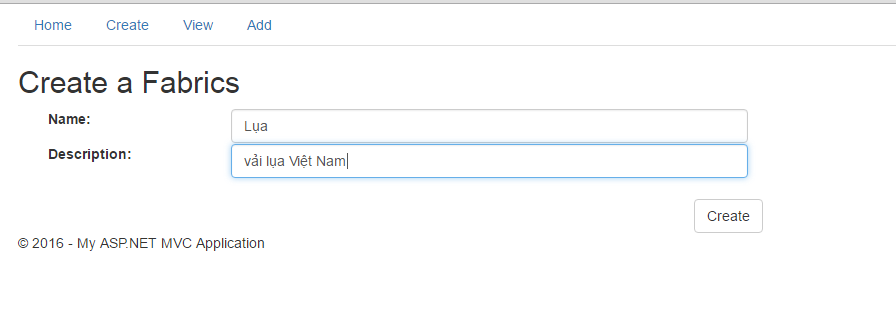 Home Create View Add
Create a Fabrics
Name: Lụa
Description: vải lụa Việt Nam
Create
© 2016 - My ASP.NET MVC Application